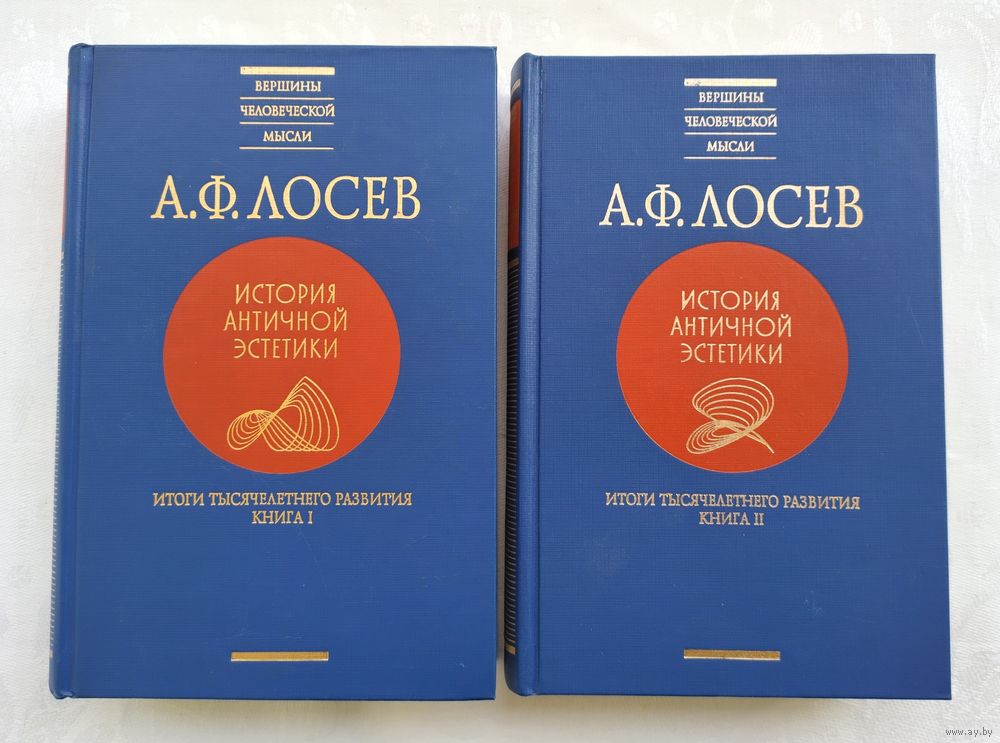 ВЕРШИНЫ
ЧЕЛОВЕЧЕСКОЙ
МЫСЛИ
А.Ф.ЛОСЕВ
ИСТОРИЯ
АНТИЧНОЙ
ЭСТЕТИКИ
ИТОГИ ТЫСЯЧЕЛЕТНЕГО РАЗВИТИЯ
КНИГА I
ВЕРШИНЫ
ЧЕЛОВЕЧЕСКОЙ
МЫСЛИ
А.Ф.ЛОСЕВ
ИСТОРИЯ
АНТИЧНОЙ
ЭСТЕТИКИ
ИТОГИ ТЫСЯЧЕЛЕТНЕГО РАЗВИТИЯ
КНИГА II
www.ay.by